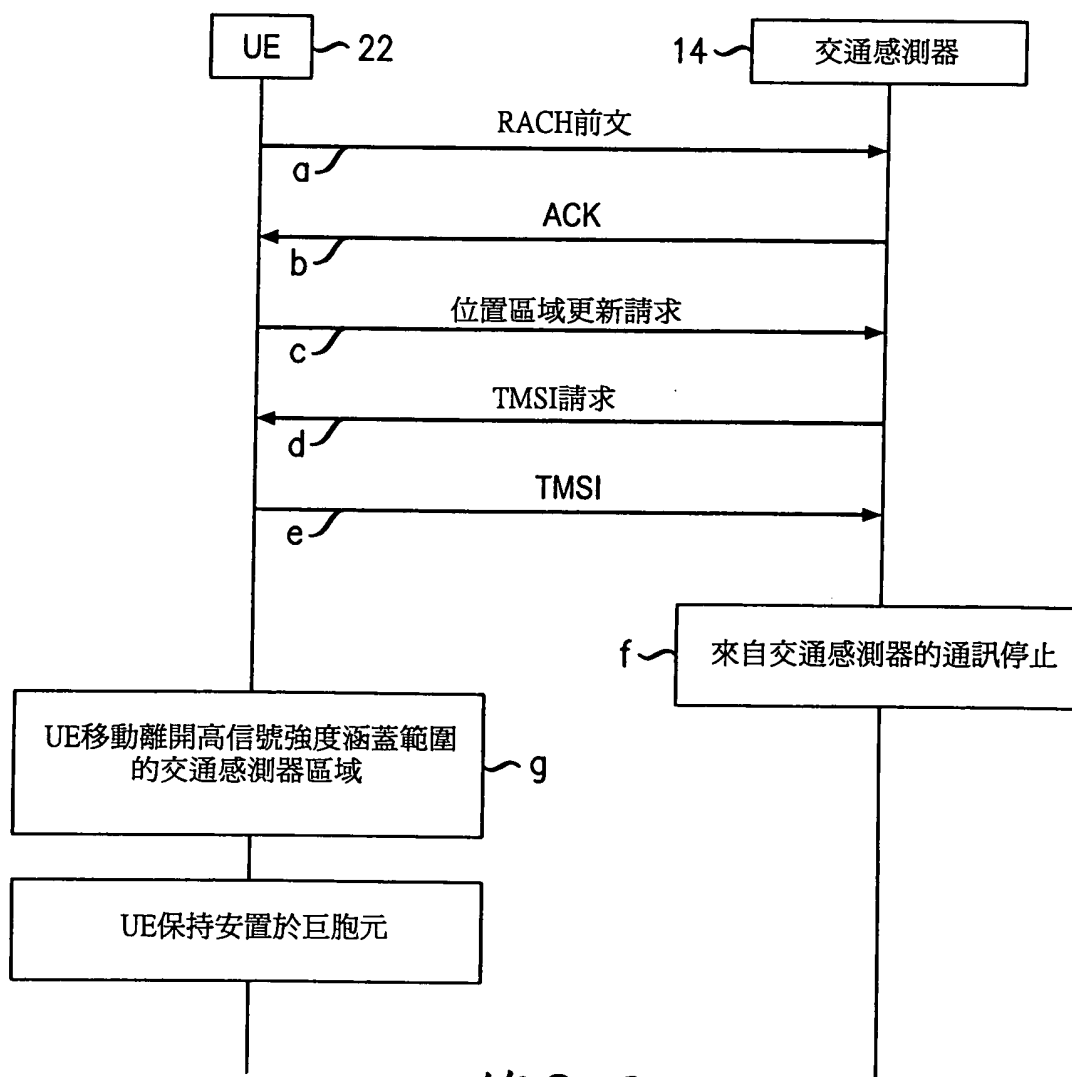 UE 22
14 交通感測器
RACH前文
a
ACK
b
位置區域更新請求
c
TMSI請求
d
TMSI
e
f 來自交通感測器的通訊停止
UE移動離開高信號強度涵蓋範圍
的交通感測器區域
g
UE保持安置於巨胞元